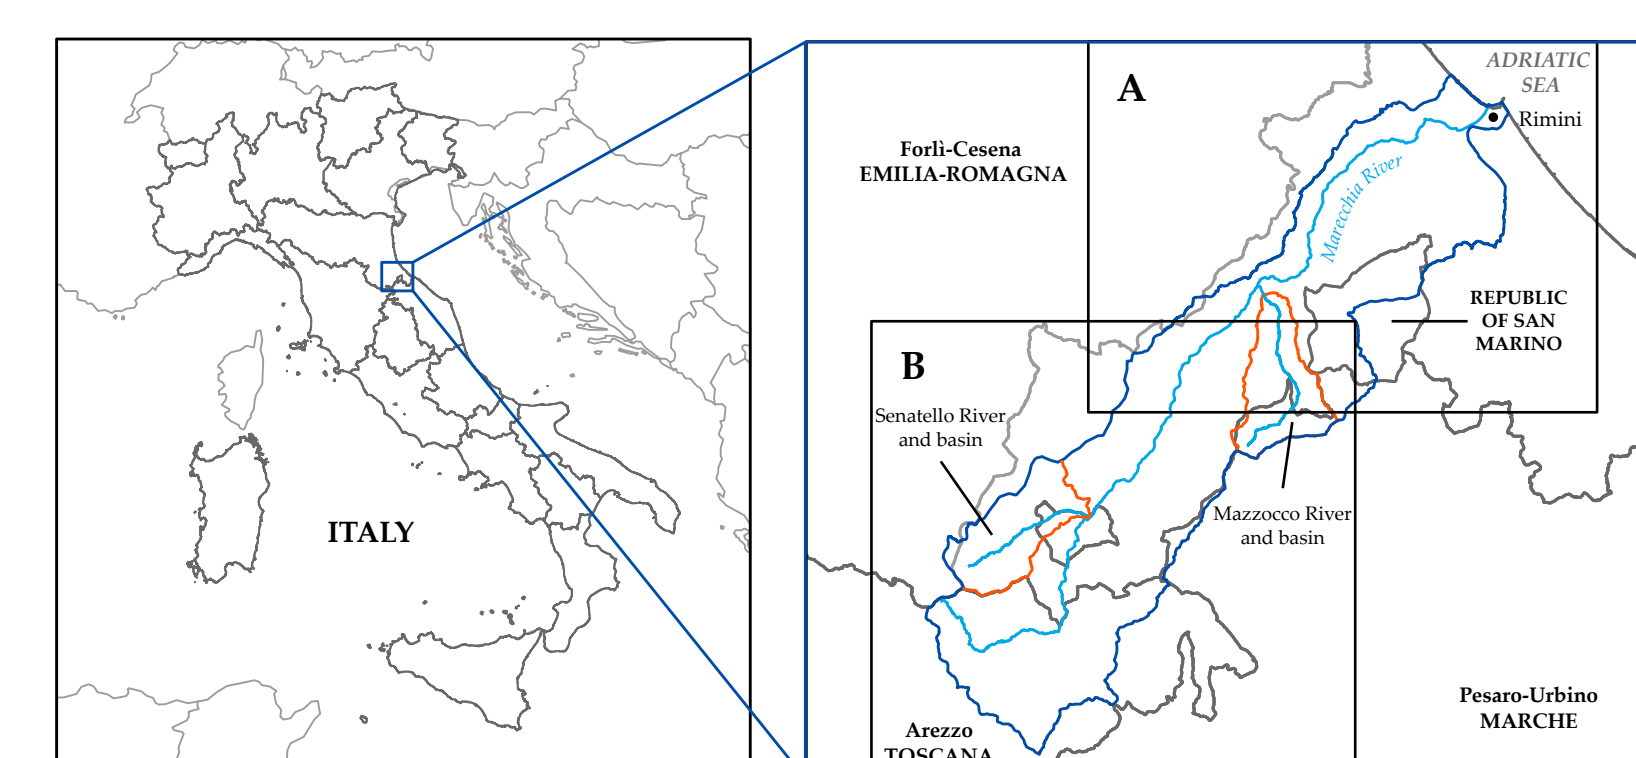 ITALY
A
ADRIATIC
SEA
Rimini
Forlì-Cesena
EMILIA-ROMAGNA
Marecchia River
REPUBLIC
OF SAN
MARINO
B
Senatello River
and basin
Mazzocco River
and basin
Pesaro-Urbino
MARCHE
Arezzo
TOSCANA